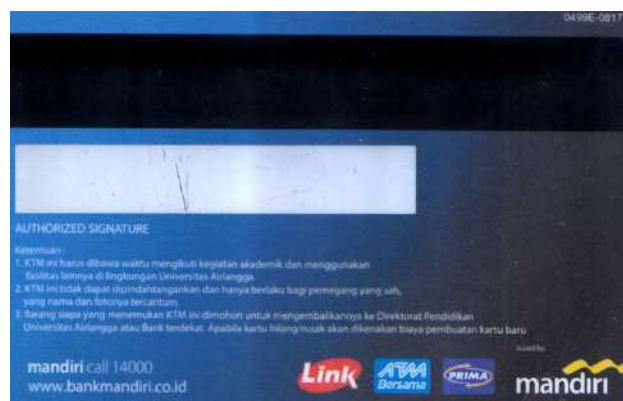 0499E-0817
AUTHORIZED SIGNATURE
Ketentuan :
1. KTM ini harus dibawa waktu mengikuti kegiatan akademik dan menggunakan
fasilitas lainnya di lingkungan Universitas Airlangga.
2. KTM ini tidak dapat dipindahtangankan dan hanya berlaku bagi pemegang yang sah,
yang nama dan fotonya tercantum.
3. Barang siapa yang menemukan KTM ini dimohon untuk mengembalikannya ke Direktorat Pendidikan
Universitas Airlangga atau Bank terdekat. Apabila kartu hilang/rusak akan dikenakan biaya pembuatan kartu baru
Issued by
mandiri call 14000
www.bankmandiri.co.id
Link
ATM
Bersama
PRIMA
mandiri